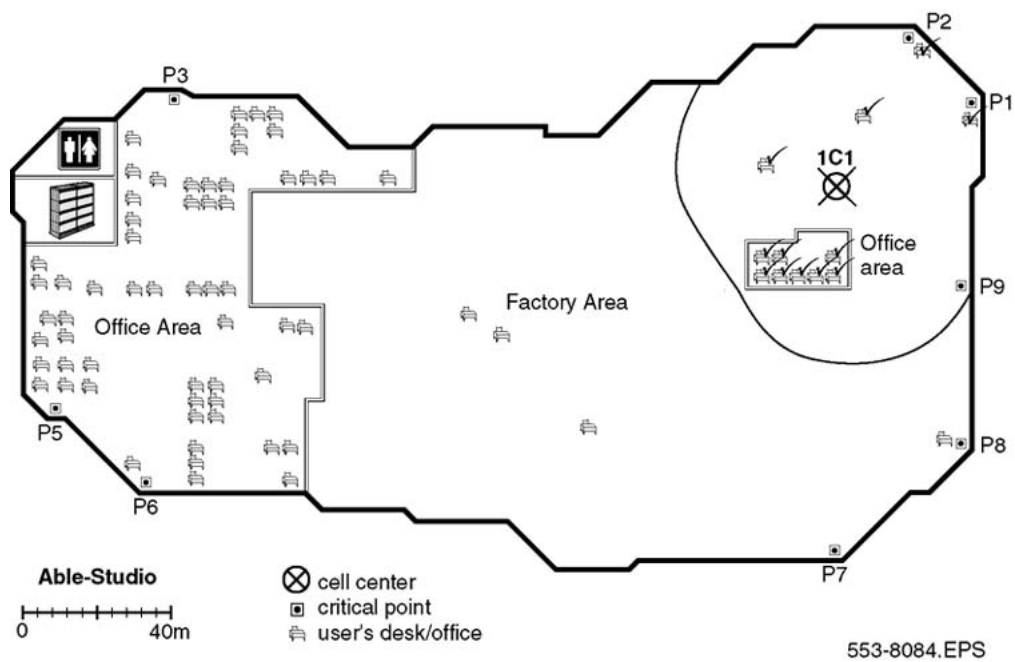 P2
P3
P1
1C1
Office
area
P9
Factory Area
Office Area
P5
P8
P6
P7
Able-Studio
0 40m
cell center
critical point
user's desk/office
553-8084.EPS